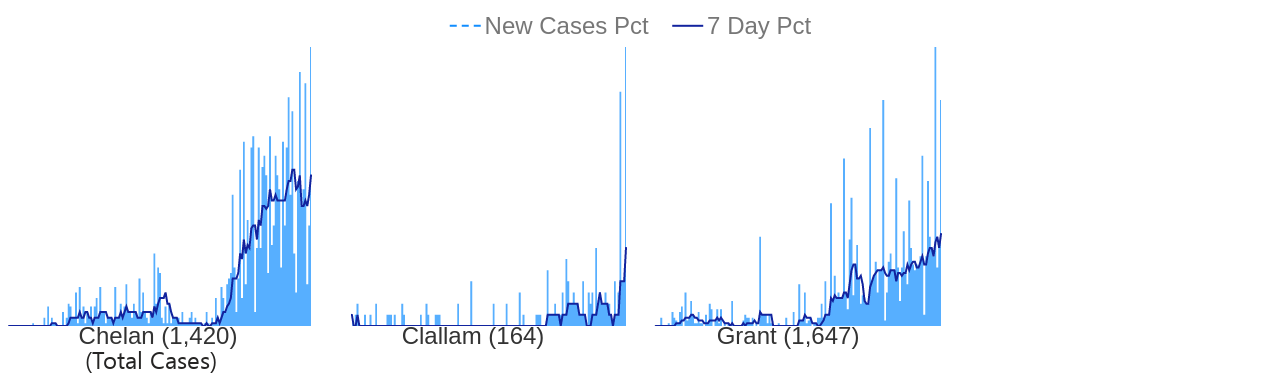 New Cases Pct 7 Day Pct
Chelan (1,420) Clallam (164) Grant (1,647)
(Total Cases)